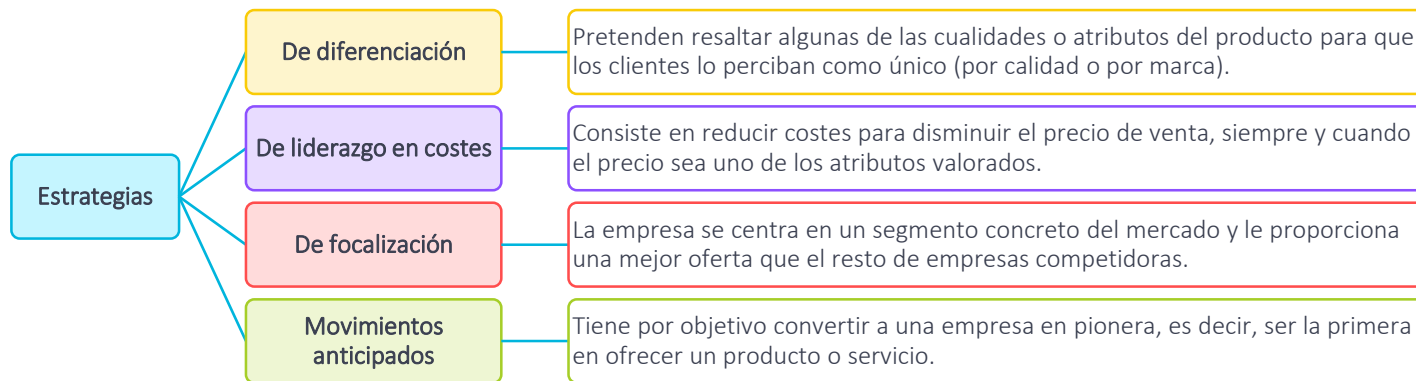 De diferenciación
Pretenden resaltar algunas de las cualidades o atributos del producto para que
los clientes lo perciban como único (por calidad o por marca).
De liderazgo en costes
Consiste en reducir costes para disminuir el precio de venta, siempre y cuando
el precio sea uno de los atributos valorados.
Estrategias
De focalización
La empresa se centra en un segmento concreto del mercado y le proporciona
una mejor oferta que el resto de empresas competidoras.
Movimientos
anticipados
Tiene por objetivo convertir a una empresa en pionera, es decir, ser la primera
en ofrecer un producto o servicio.